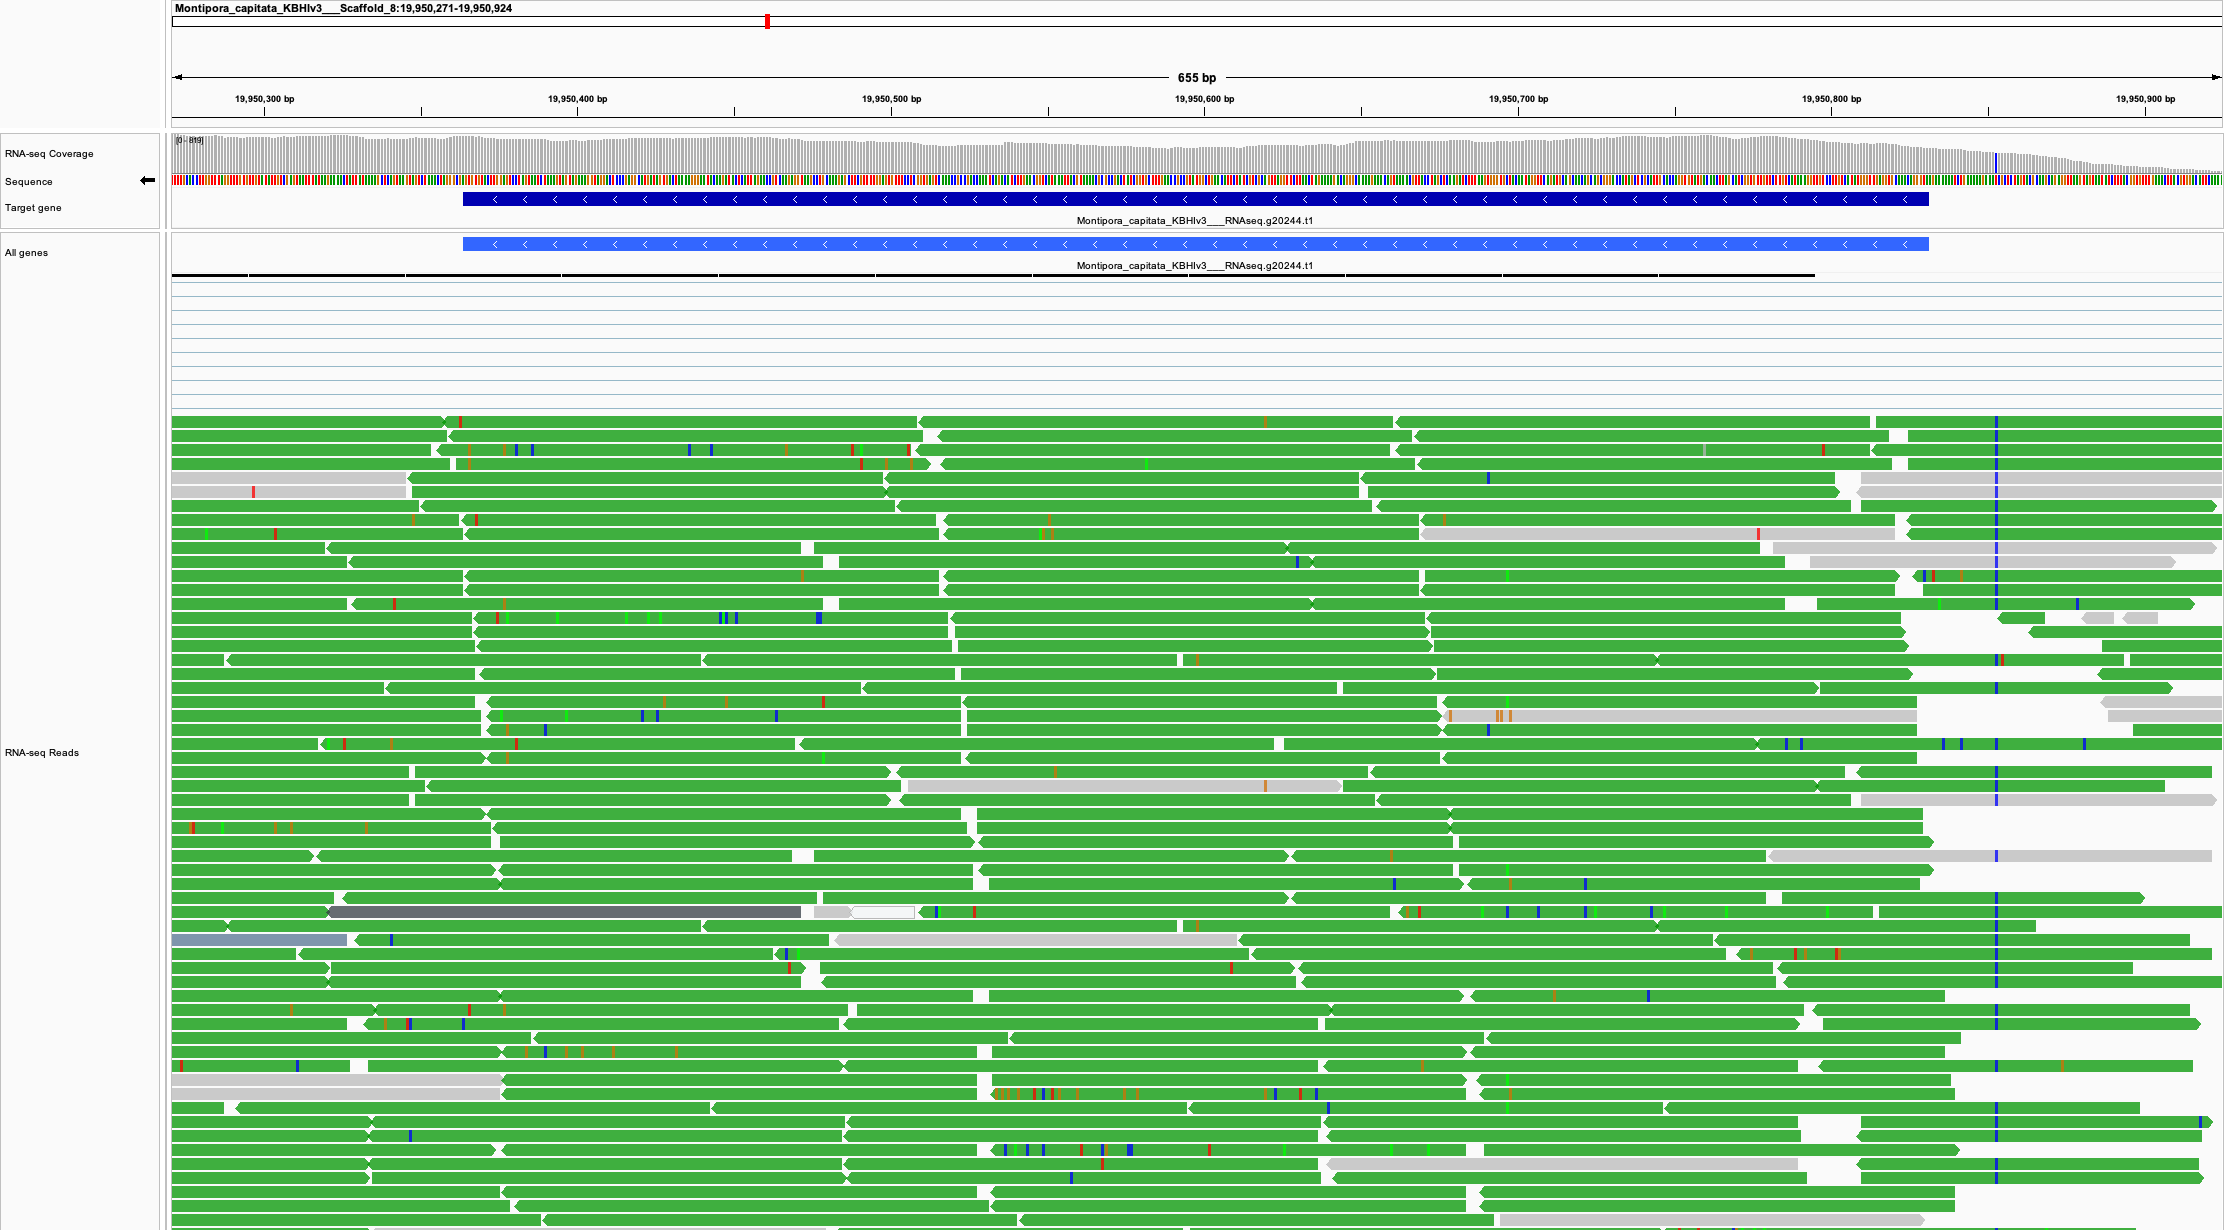 Montipora_capitata_KBHIv3___Scaffold_8:19,950,271-19,950,924
655 bp
19,950,300 bp 19,950,400 bp 19,950,500 bp 19,950,600 bp 19,950,700 bp 19,950,800 bp 19,950,900 bp
[0 - 819]
RNA-seq Coverage
Sequence
Target gene
Montipora_capitata_KBHIv3___RNAseq.g20244.t1
All genes
Montipora_capitata_KBHIv3___RNAseq.g20244.t1
RNA-seq Reads